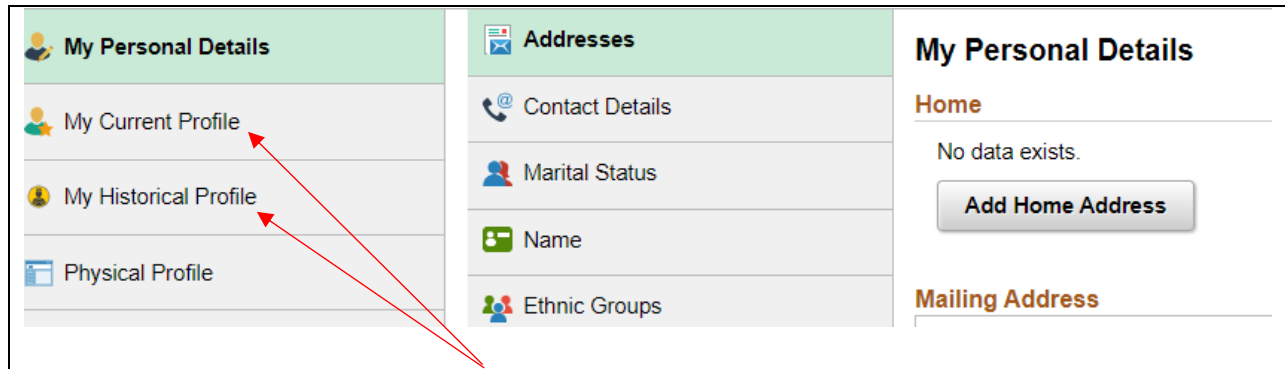 My Personal Details
My Current Profile
My Historical Profile
Physical Profile
Addresses
Contact Details
Marital Status
Name
Ethnic Groups
My Personal Details
Home
No data exists.
Add Home Address
Mailing Address